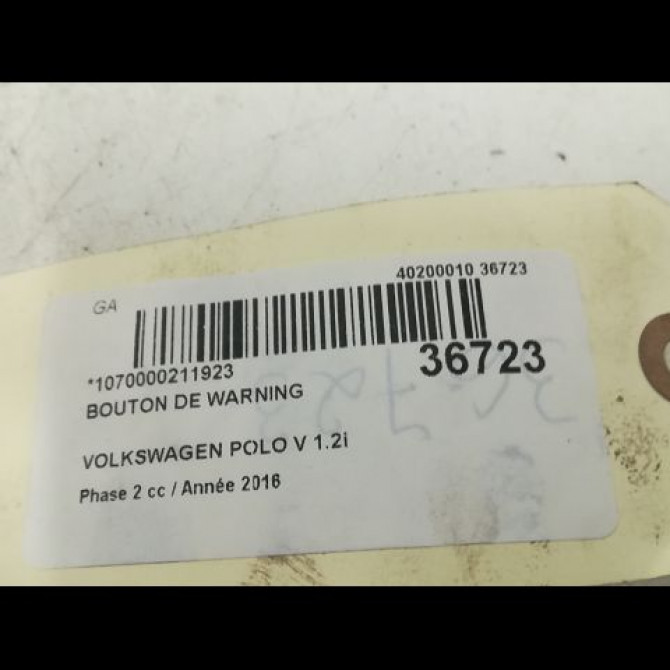 40200010 36723
GA
36723
*1070000211923
BOUTON DE WARNING
VOLKSWAGEN POLO V 1.2i
Phase 2 cc / Année 2016